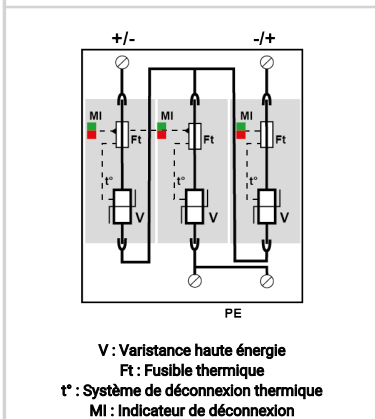 +/- -/+
MI MI MI
Ft Ft Ft
t° t° t°
V V V
PE
V : Varistance haute énergie
Ft : Fusible thermique
t° : Système de déconnexion thermique
MI : Indicateur de déconnexion